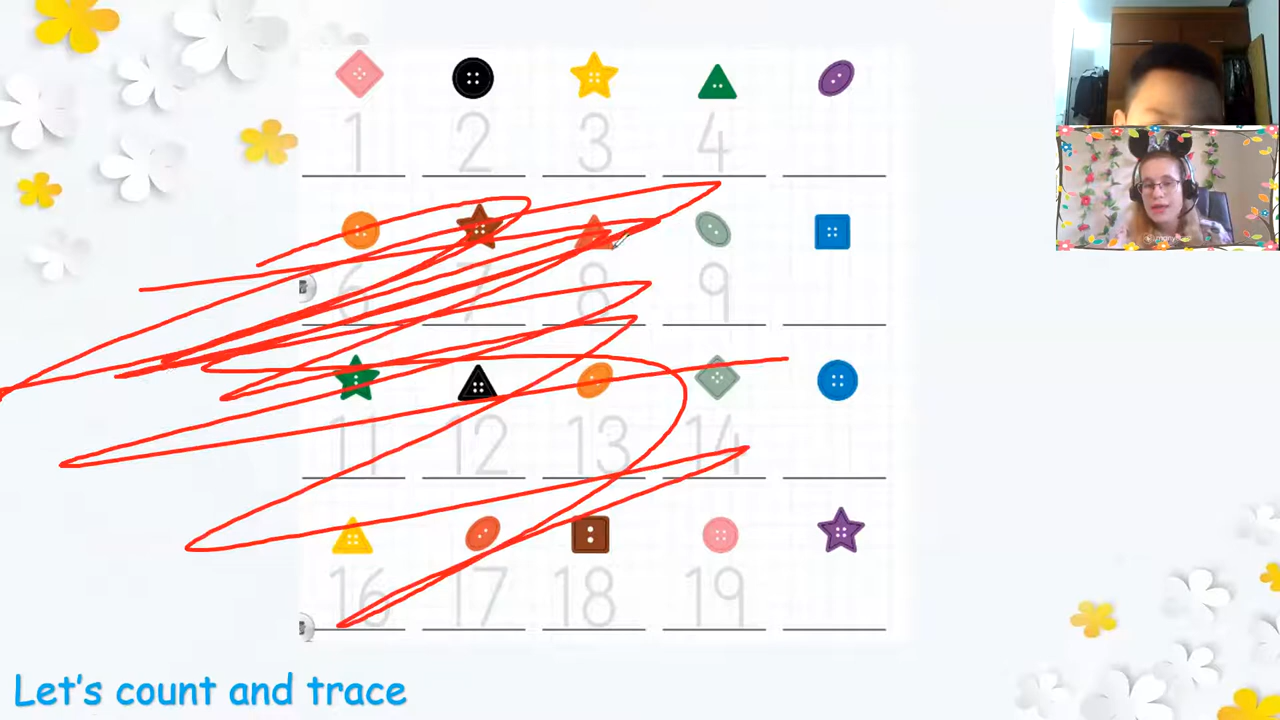 1 2 3 4
6 7 8 9
11 12 13 14
16 17 18 19
Let's count and trace